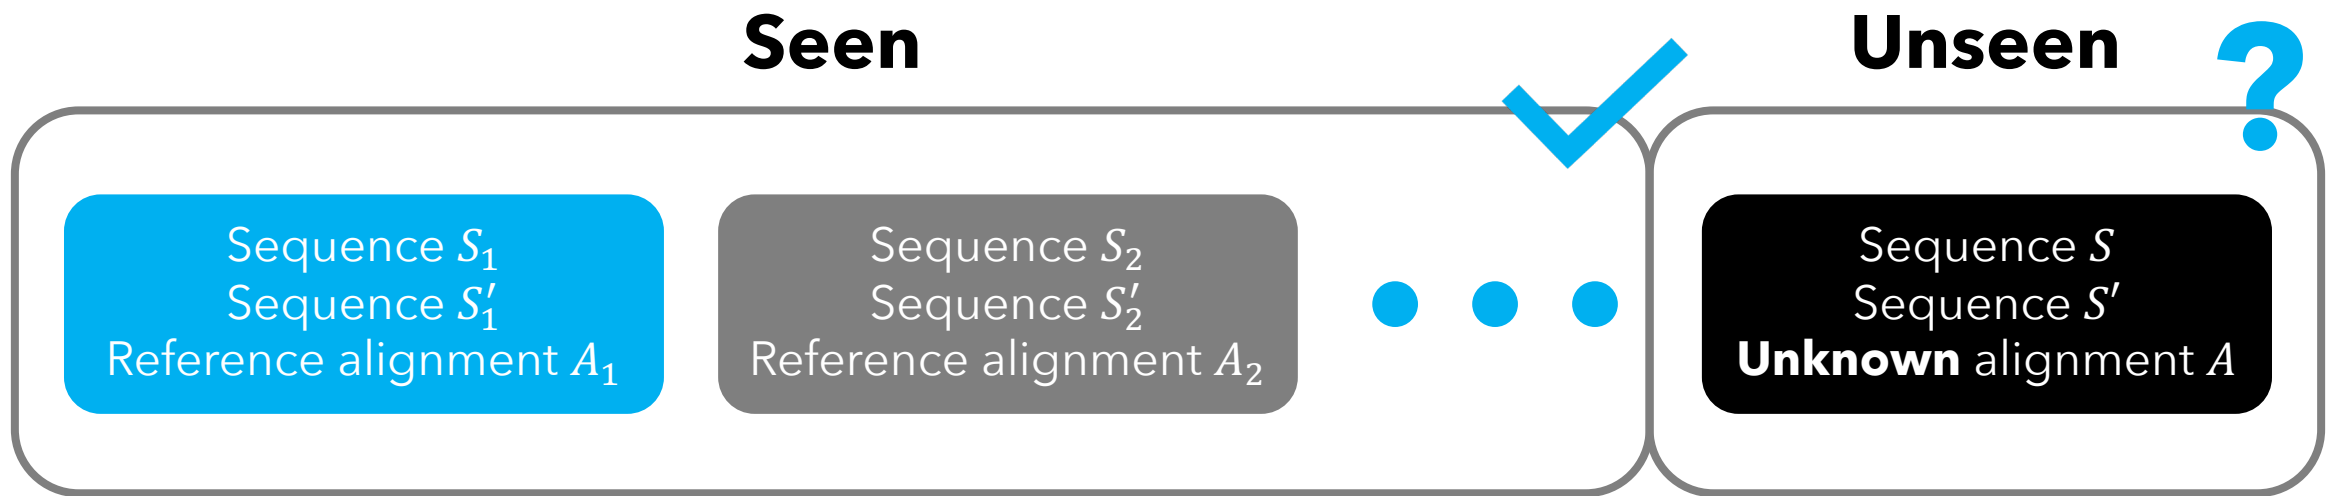 Seen
Unseen
?
Sequence S₁
Sequence S′₁
Reference alignment A₁
Sequence S₂
Sequence S′₂
Reference alignment A₂
Sequence S
Sequence S′
Unknown alignment A